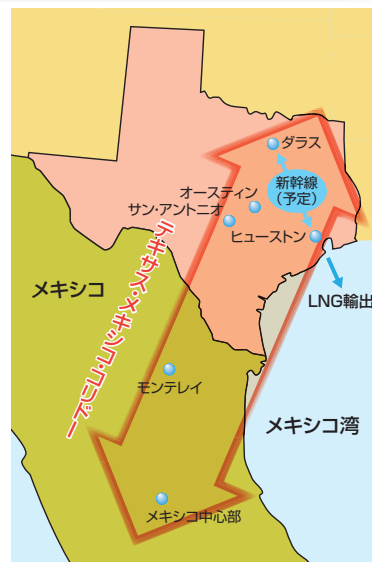 ダラス
新幹線
(予定)
オースティン
サン・アントニオ
ヒューストン
テキサス・メキシコ・コリドー
メキシコ
LNG輸出
モンテレイ
メキシコ湾
メキシコ中心部